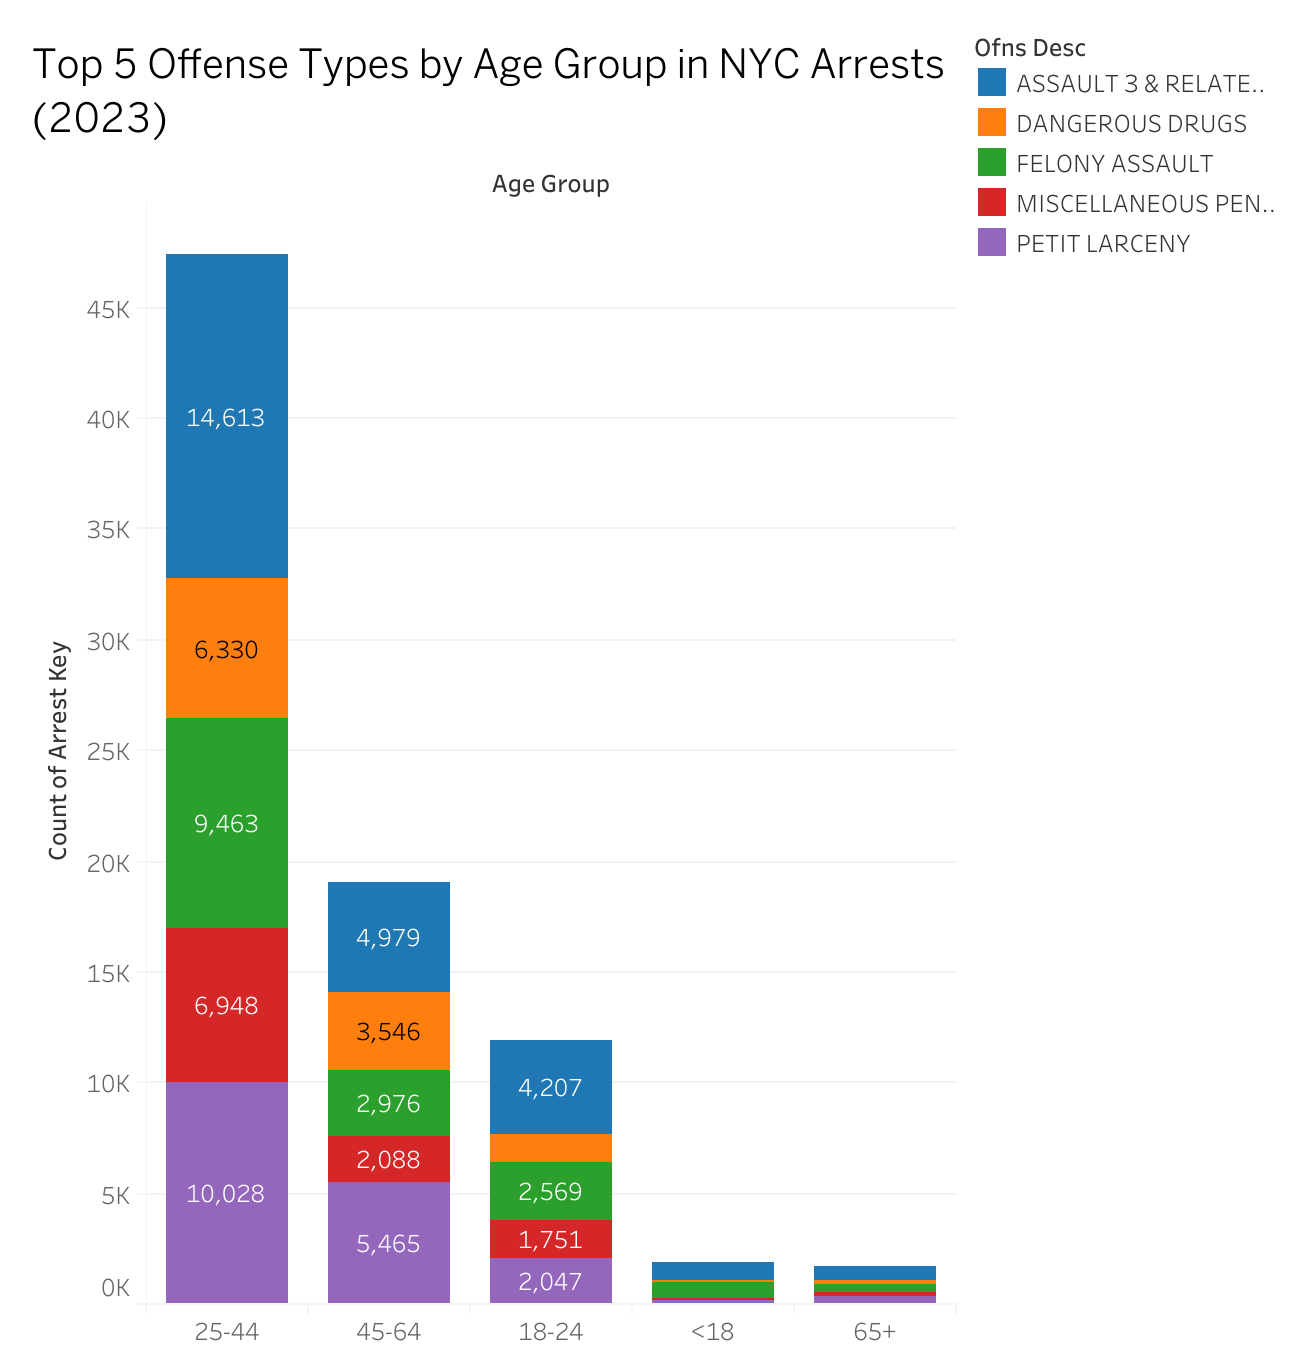 Top 5 Offense Types by Age Group in NYC Arrests
(2023)
Ofns Desc
ASSAULT 3 & RELATE..
DANGEROUS DRUGS
FELONY ASSAULT
MISCELLANEOUS PEN..
PETIT LARCENY
Age Group
Count of Arrest Key
45K
40K
35K
30K
25K
20K
15K
10K
5K
0K
14,613
6,330
9,463
6,948
10,028
4,979
3,546
2,976
2,088
5,465
4,207
2,569
1,751
2,047
25-44
45-64
18-24
<18
65+